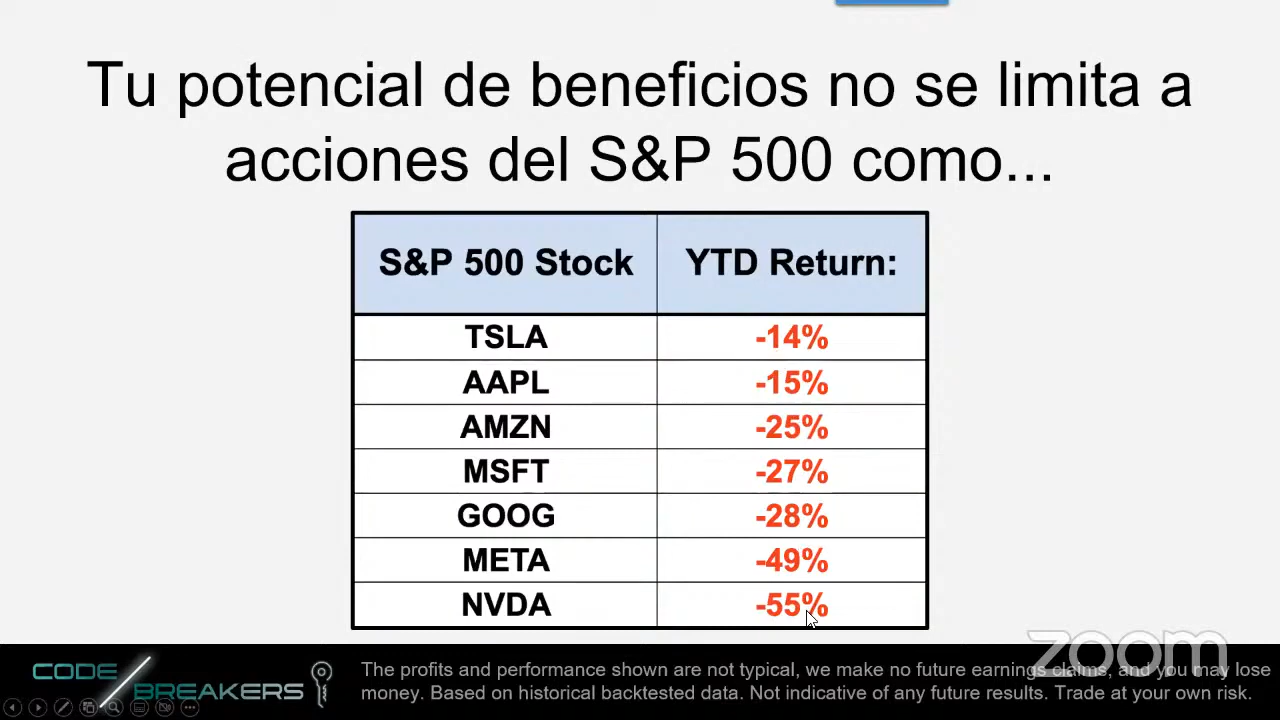 Tu potencial de beneficios no se limita a
acciones del S&P 500 como...
S&P 500 Stock YTD Return:
TSLA -14%
AAPL -15%
AMZN -25%
MSFT -27%
GOOG -28%
META -49%
NVDA -55%
zoom
CODE BREAKERS
The profits and performance shown are not typical, we make no future earnings claims, and you may lose
money. Based on historical backtested data. Not indicative of any future results. Trade at your own risk.